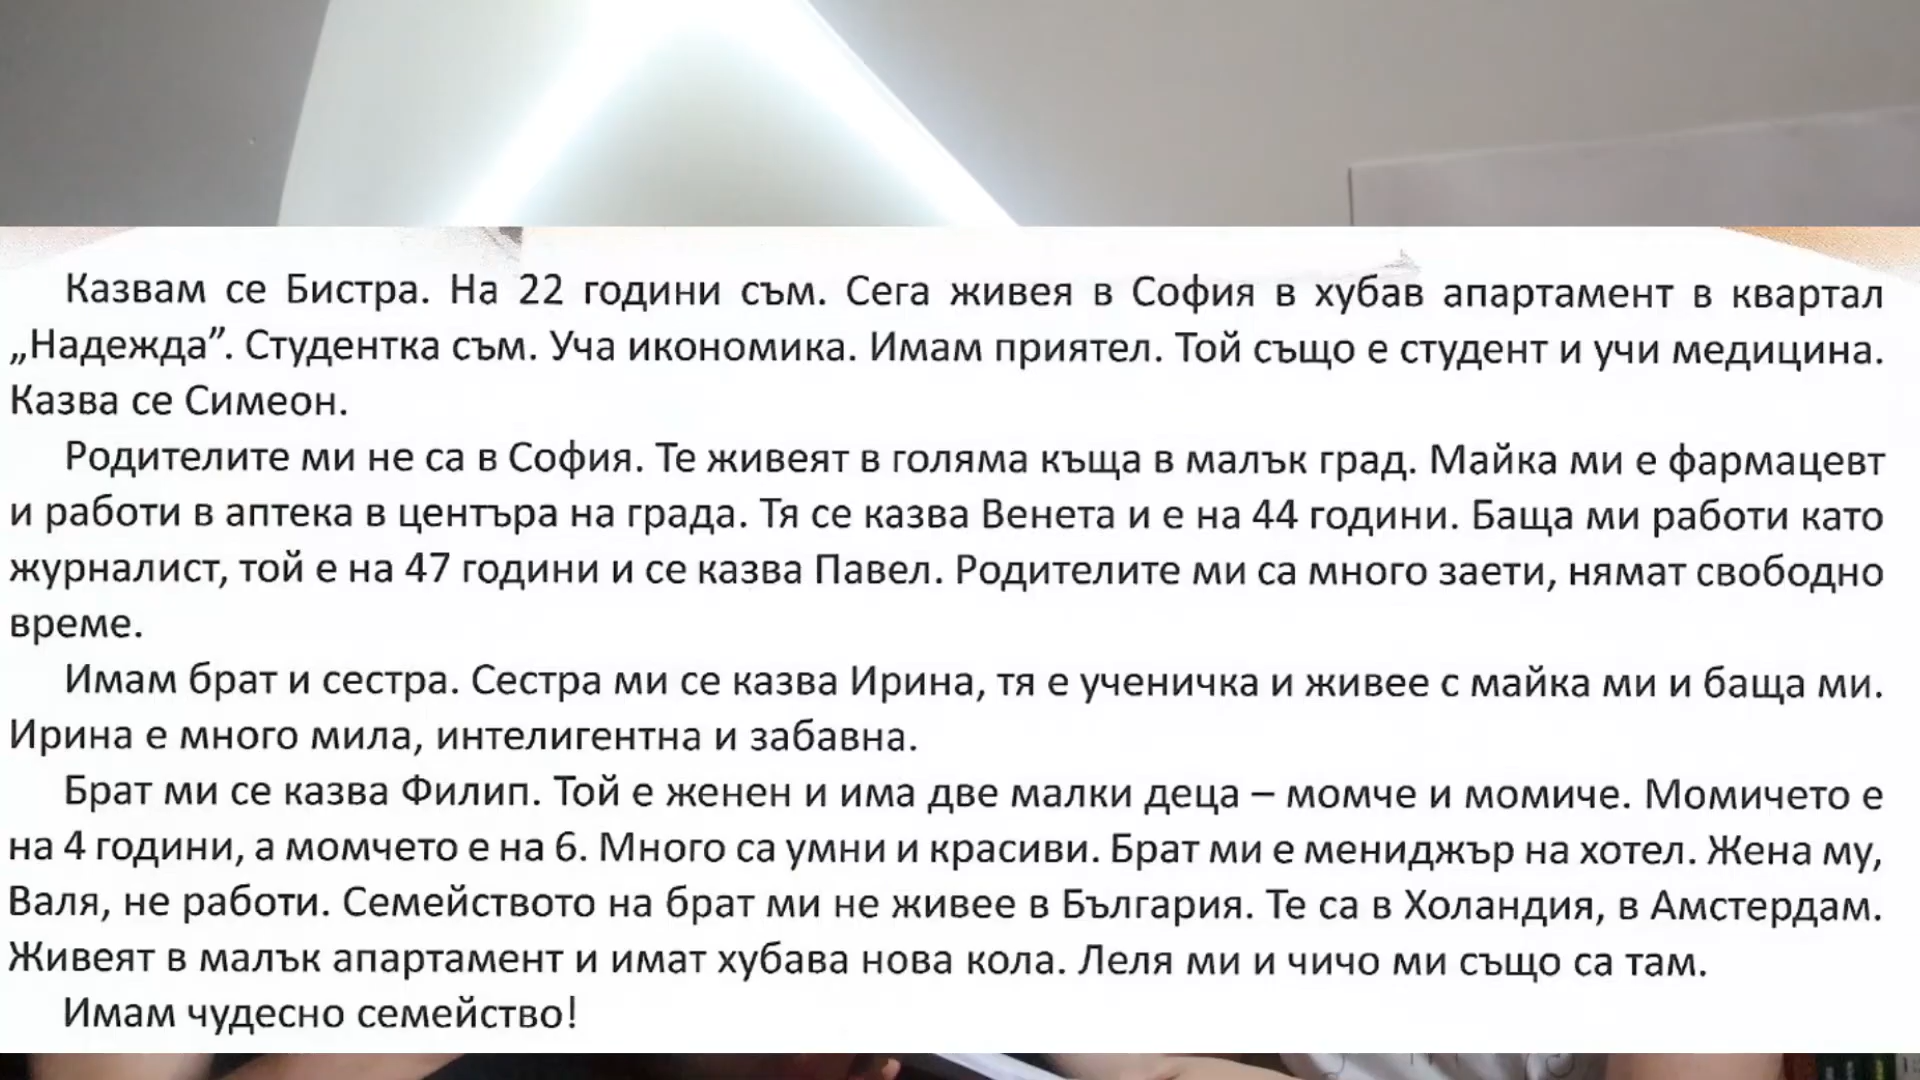 Казвам се Бистра. На 22 години съм. Сега живея в София в хубав апартамент в квартал
„Надежда”. Студентка съм. Уча икономика. Имам приятел. Той също е студент и учи медицина.
Казва се Симеон.
Родителите ми не са в София. Те живеят в голяма къща в малък град. Майка ми е фармацевт
и работи в аптека в центъра на града. Тя се казва Венета и е на 44 години. Баща ми работи като
журналист, той е на 47 години и се казва Павел. Родителите ми са много заети, нямат свободно
време.
Имам брат и сестра. Сестра ми се казва Ирина, тя е ученичка и живее с майка ми и баща ми.
Ирина е много мила, интелигентна и забавна.
Брат ми се казва Филип. Той е женен и има две малки деца – момче и момиче. Момичето е
на 4 години, а момчето е на 6. Много са умни и красиви. Брат ми е мениджър на хотел. Жена му,
Валя, не работи. Семейството на брат ми не живее в България. Те са в Холандия, в Амстердам.
Живеят в малък апартамент и имат хубава нова кола. Леля ми и чичо ми също са там.
Имам чудесно семейство!